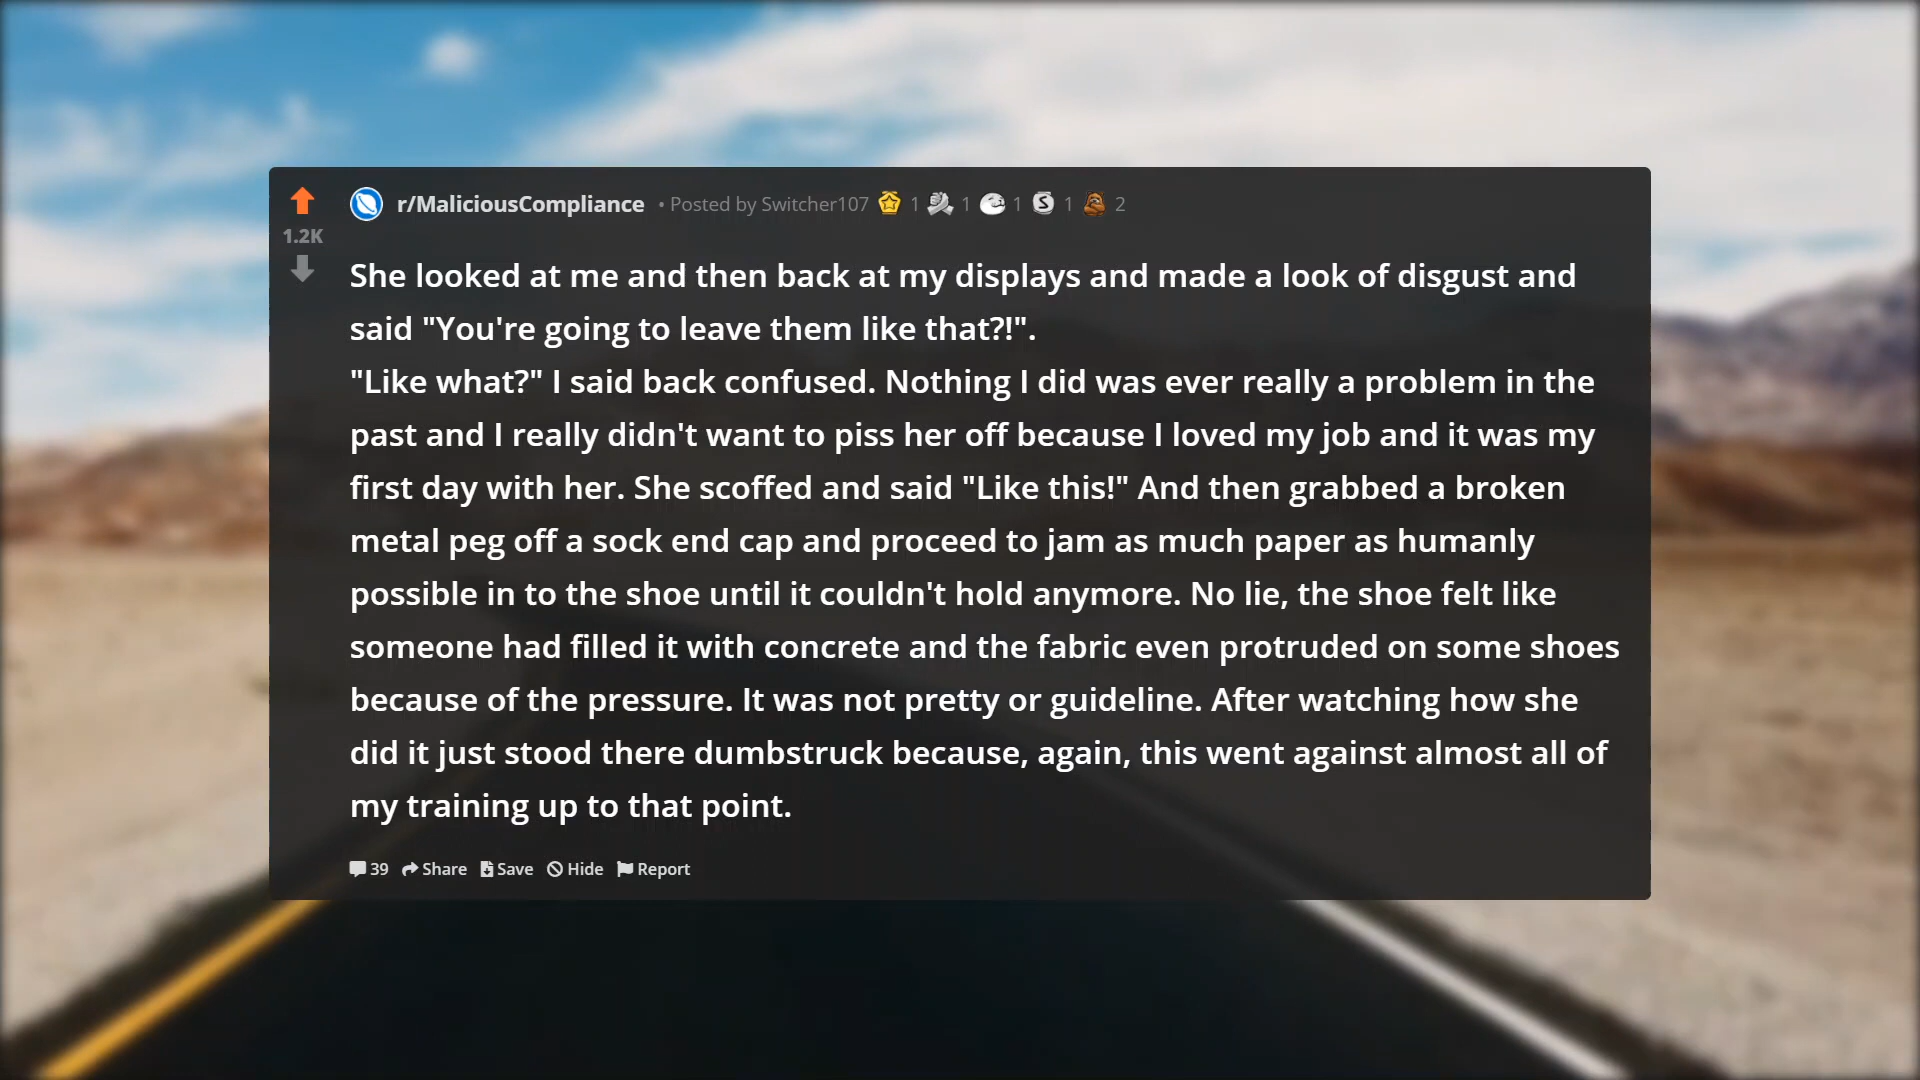 r/MaliciousCompliance • Posted by Switcher107 1 1 1 1 2
1.2K
She looked at me and then back at my displays and made a look of disgust and
said "You're going to leave them like that?!".
"Like what?" I said back confused. Nothing I did was ever really a problem in the
past and I really didn't want to piss her off because I loved my job and it was my
first day with her. She scoffed and said "Like this!" And then grabbed a broken
metal peg off a sock end cap and proceed to jam as much paper as humanly
possible in to the shoe until it couldn't hold anymore. No lie, the shoe felt like
someone had filled it with concrete and the fabric even protruded on some shoes
because of the pressure. It was not pretty or guideline. After watching how she
did it just stood there dumbstruck because, again, this went against almost all of
my training up to that point.
39 Share Save Hide Report